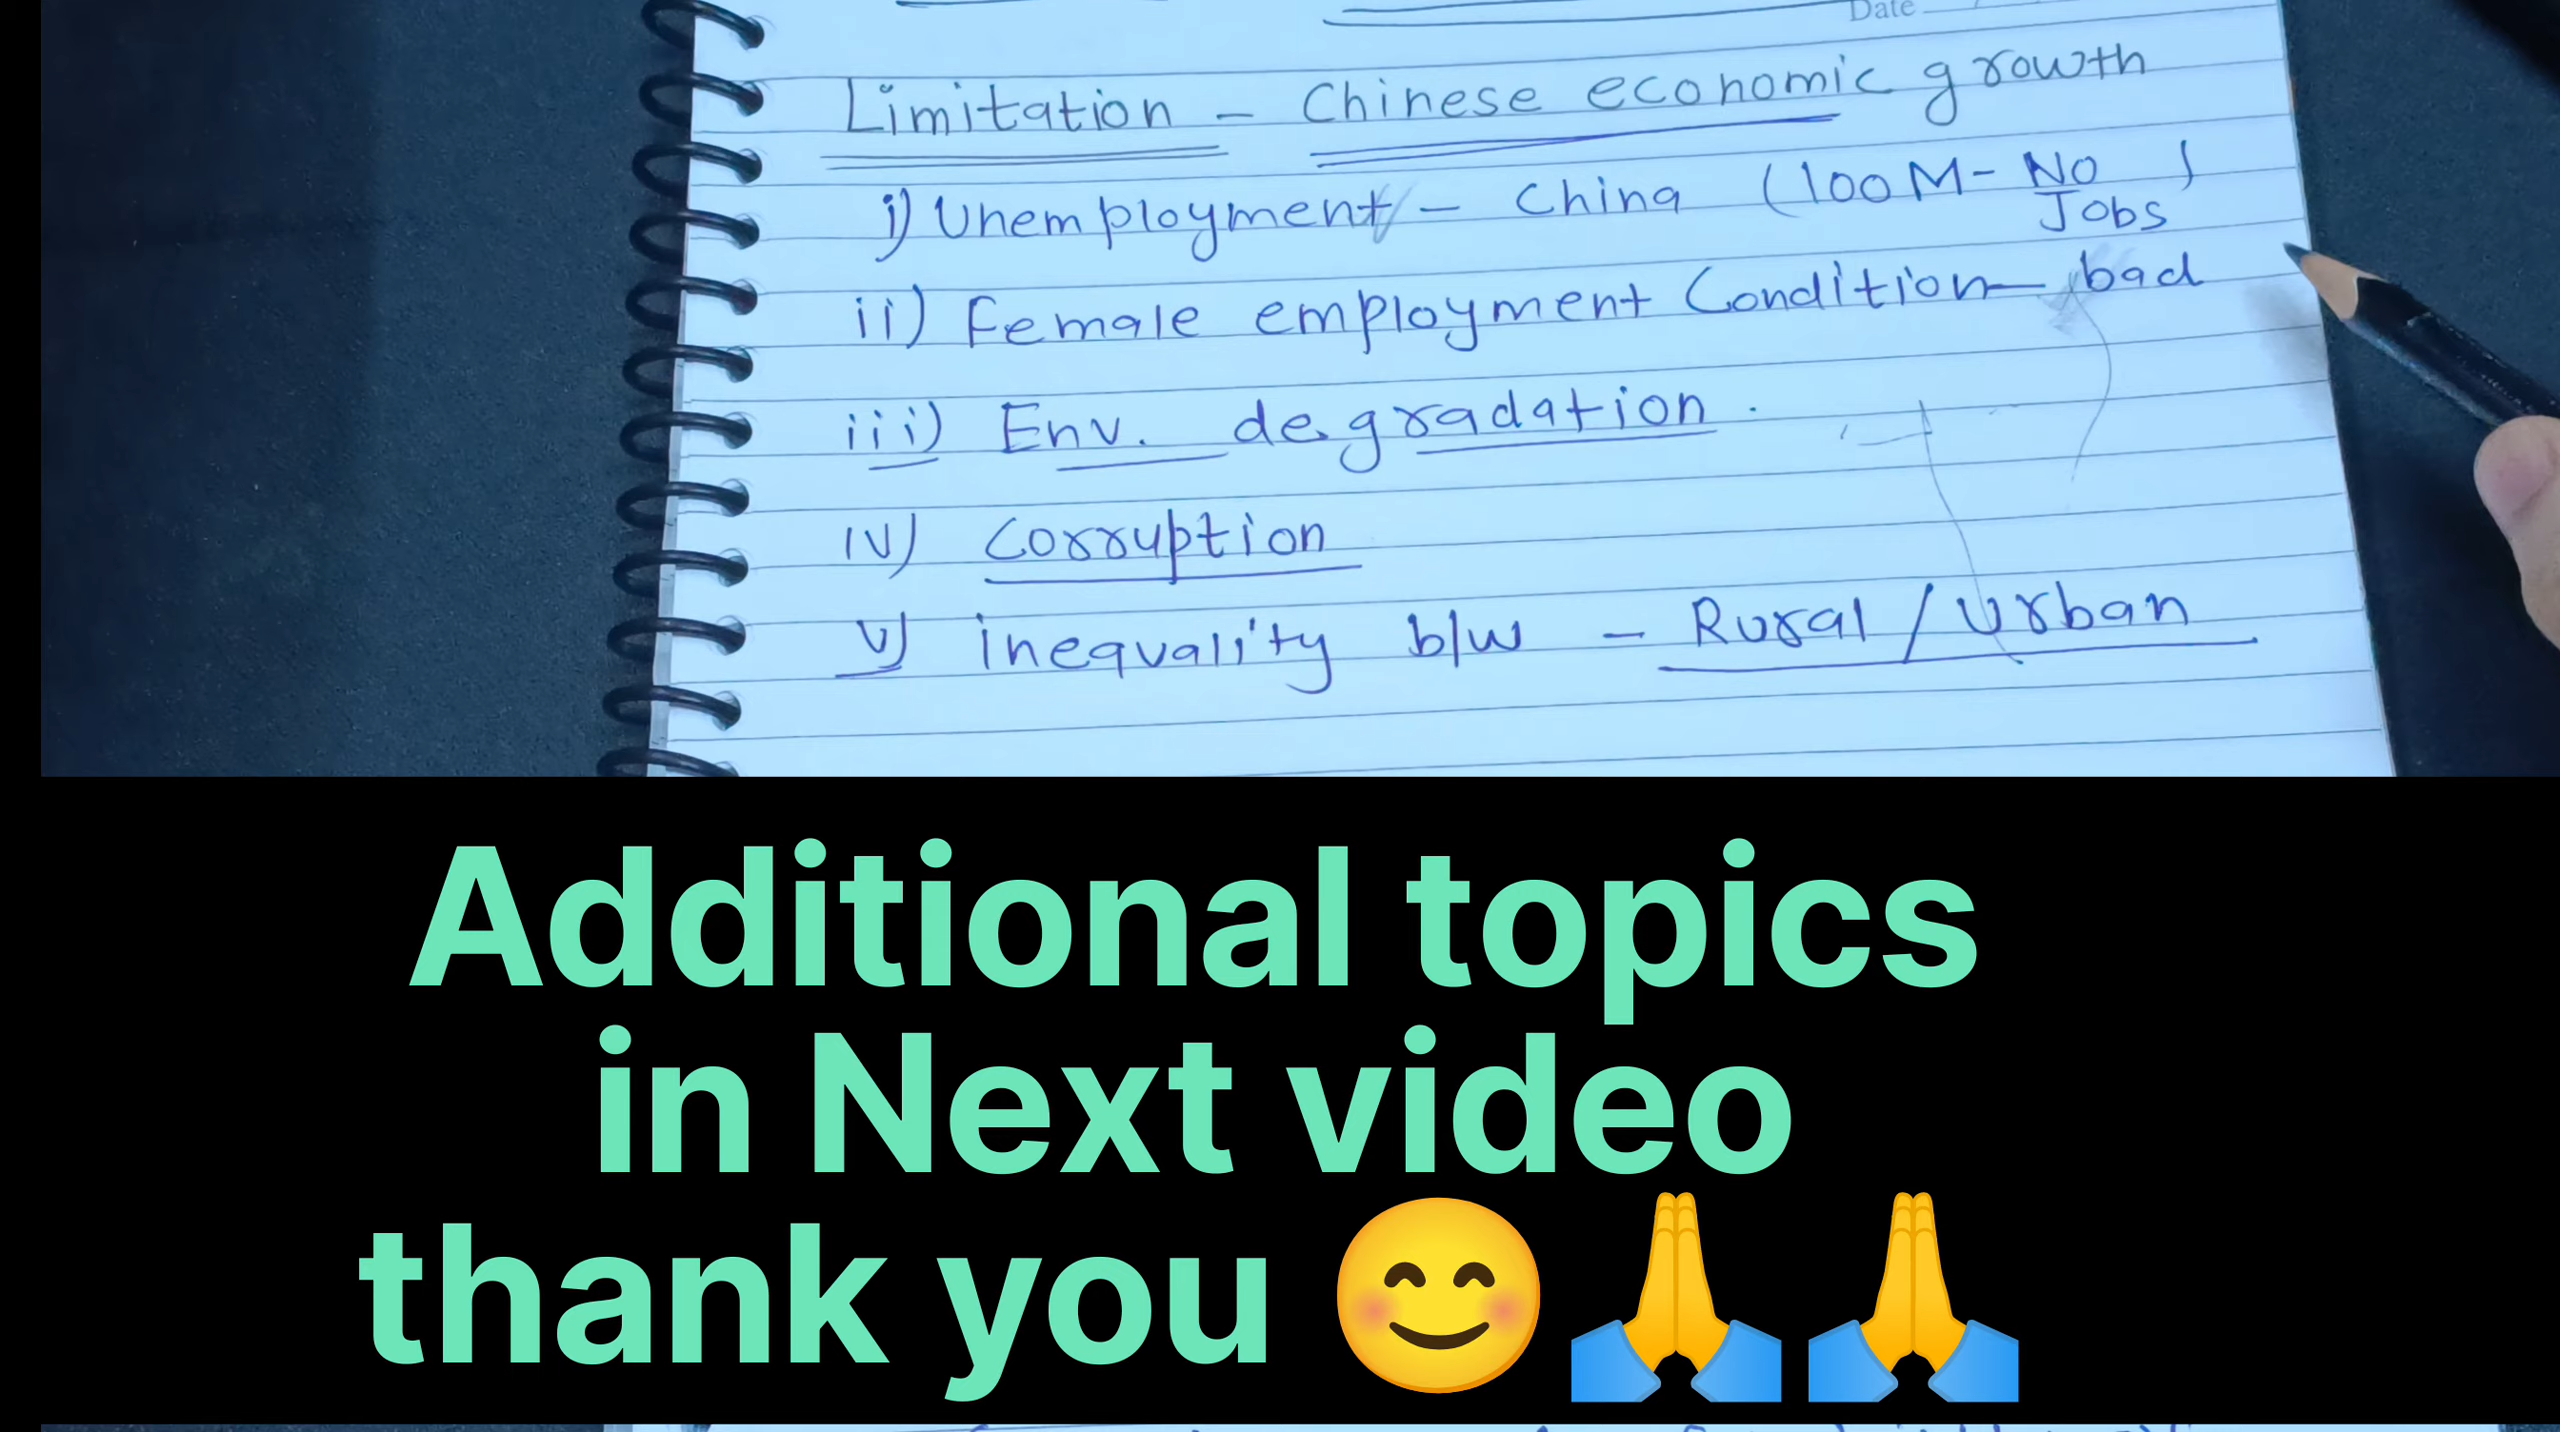 Date
Limitation - Chinese economic growth
i) Unemployment - China (100M- No Jobs)
ii) Female employment Condition- bad
iii) Env. degradation.
iv) Corruption
v) inequality b/w - Rural / Urban
Additional topics
in Next video
thank you 😊🙏🙏